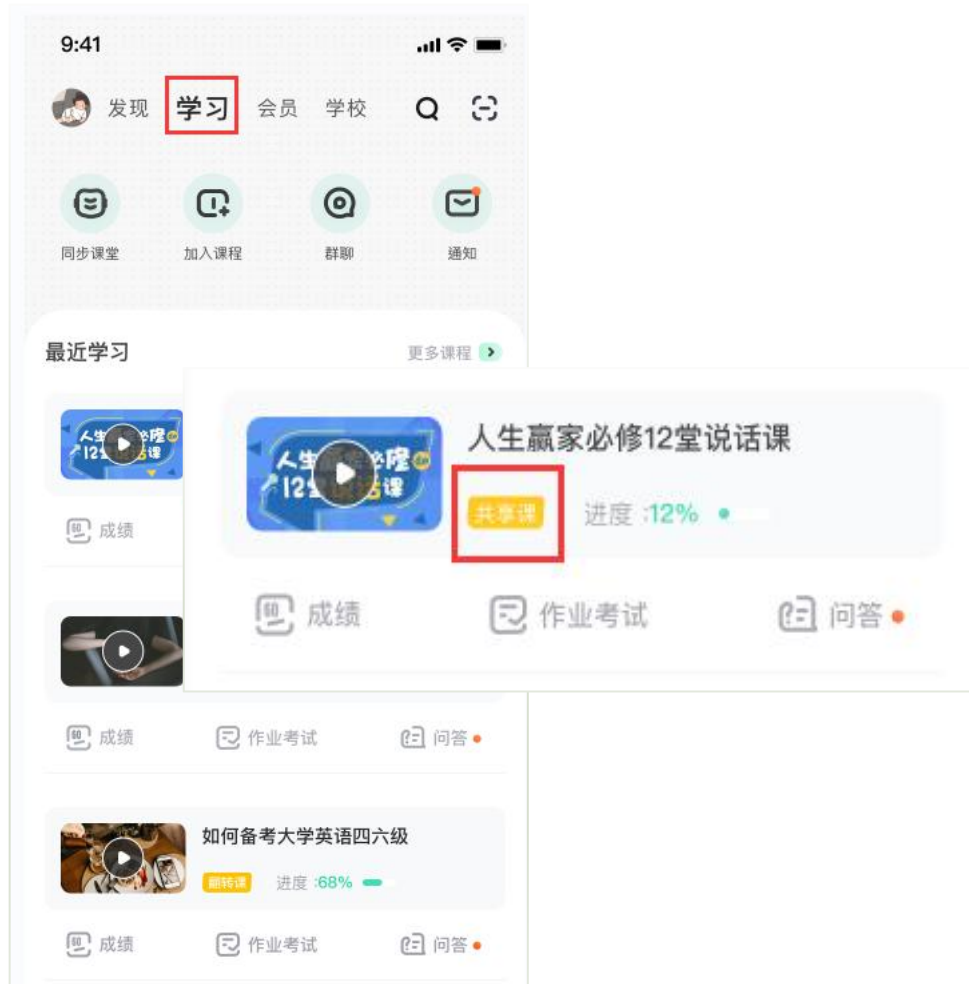 9:41
发现 学习 会员 学校
同步课堂 加入课程 群聊 通知
最近学习 更多课程
人生赢家必修12堂说话课
共享课 进度 :12%
成绩 作业考试 问答
成绩
成绩 作业考试 问答
如何备考大学英语四六级
翻转课 进度 :68%
成绩 作业考试 问答